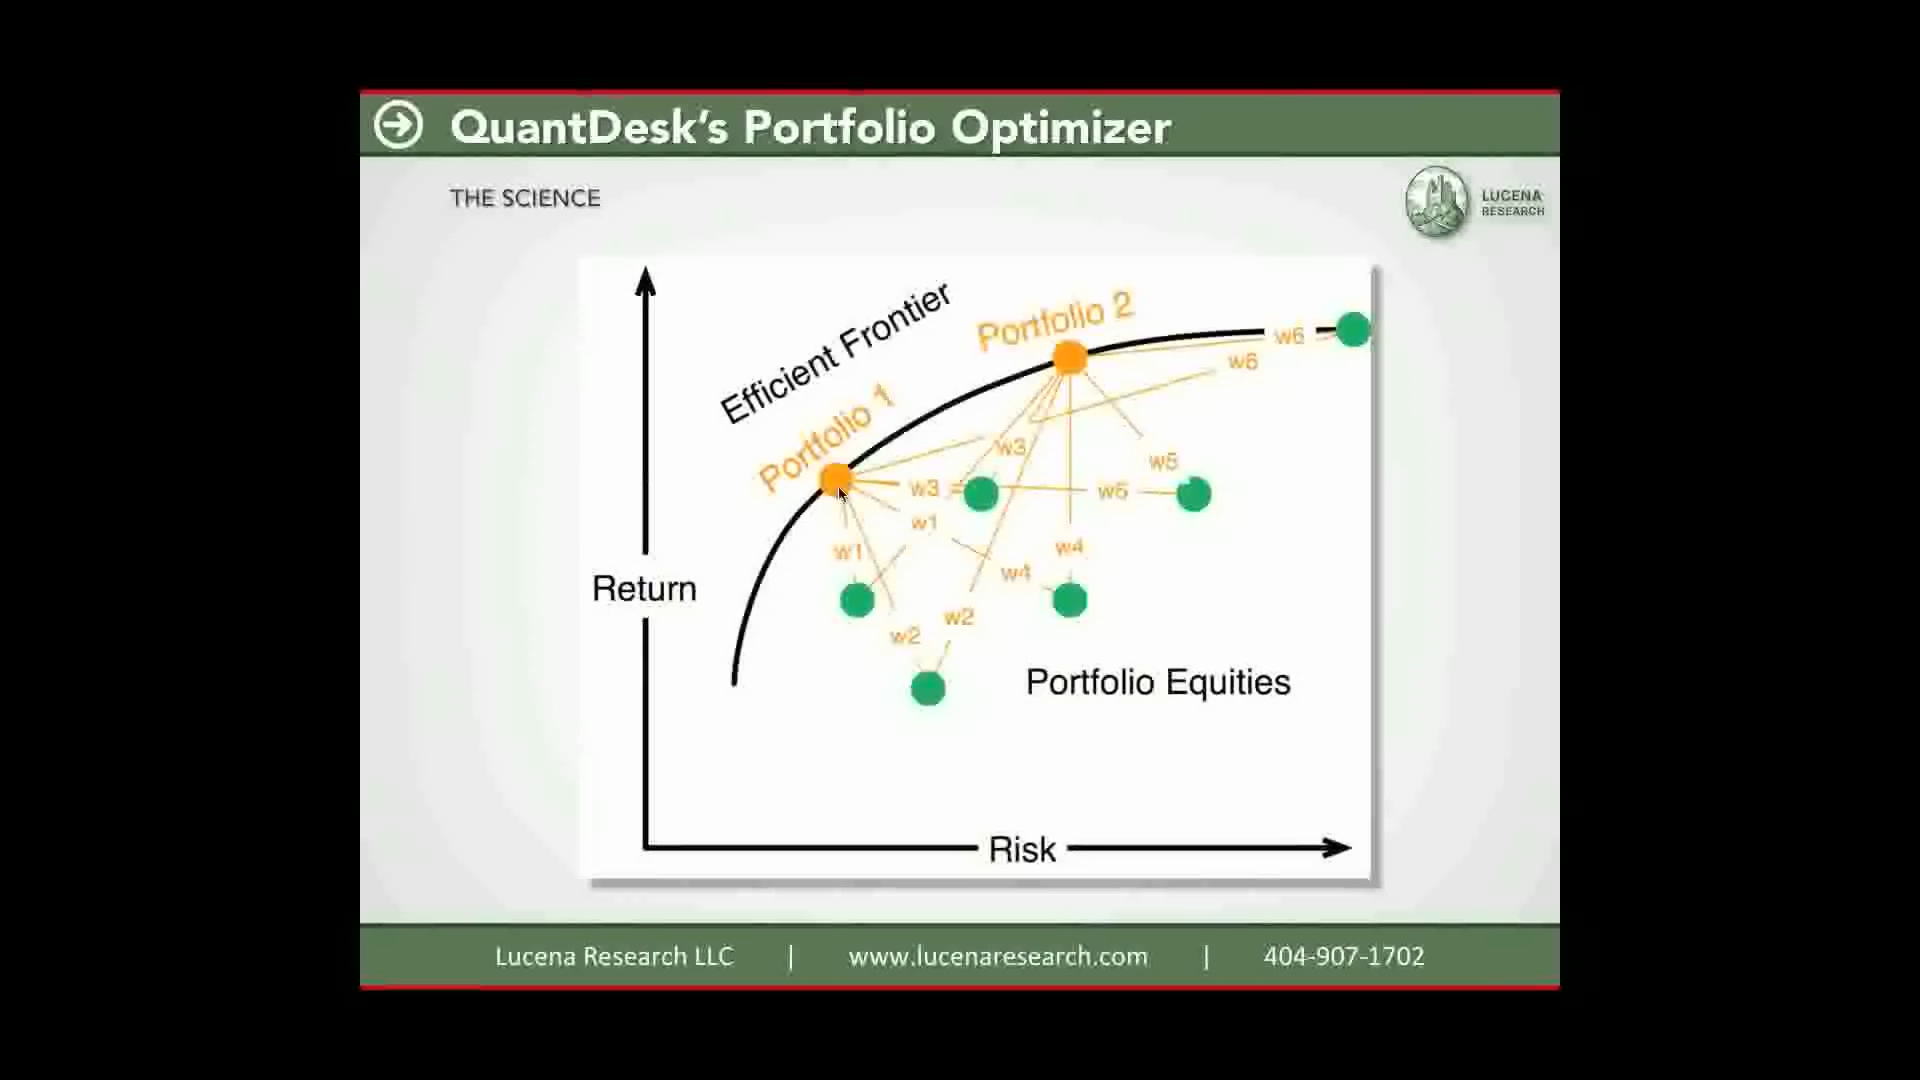 QuantDesk's Portfolio Optimizer
THE SCIENCE
LUCENA
RESEARCH
Efficient Frontier
Portfolio 2
Portfolio 1
w6
w6
w3
w5
w3
w5
w1
w1
w4
w4
w2
w2
Return
Portfolio Equities
Risk
Lucena Research LLC | www.lucenaresearch.com | 404-907-1702